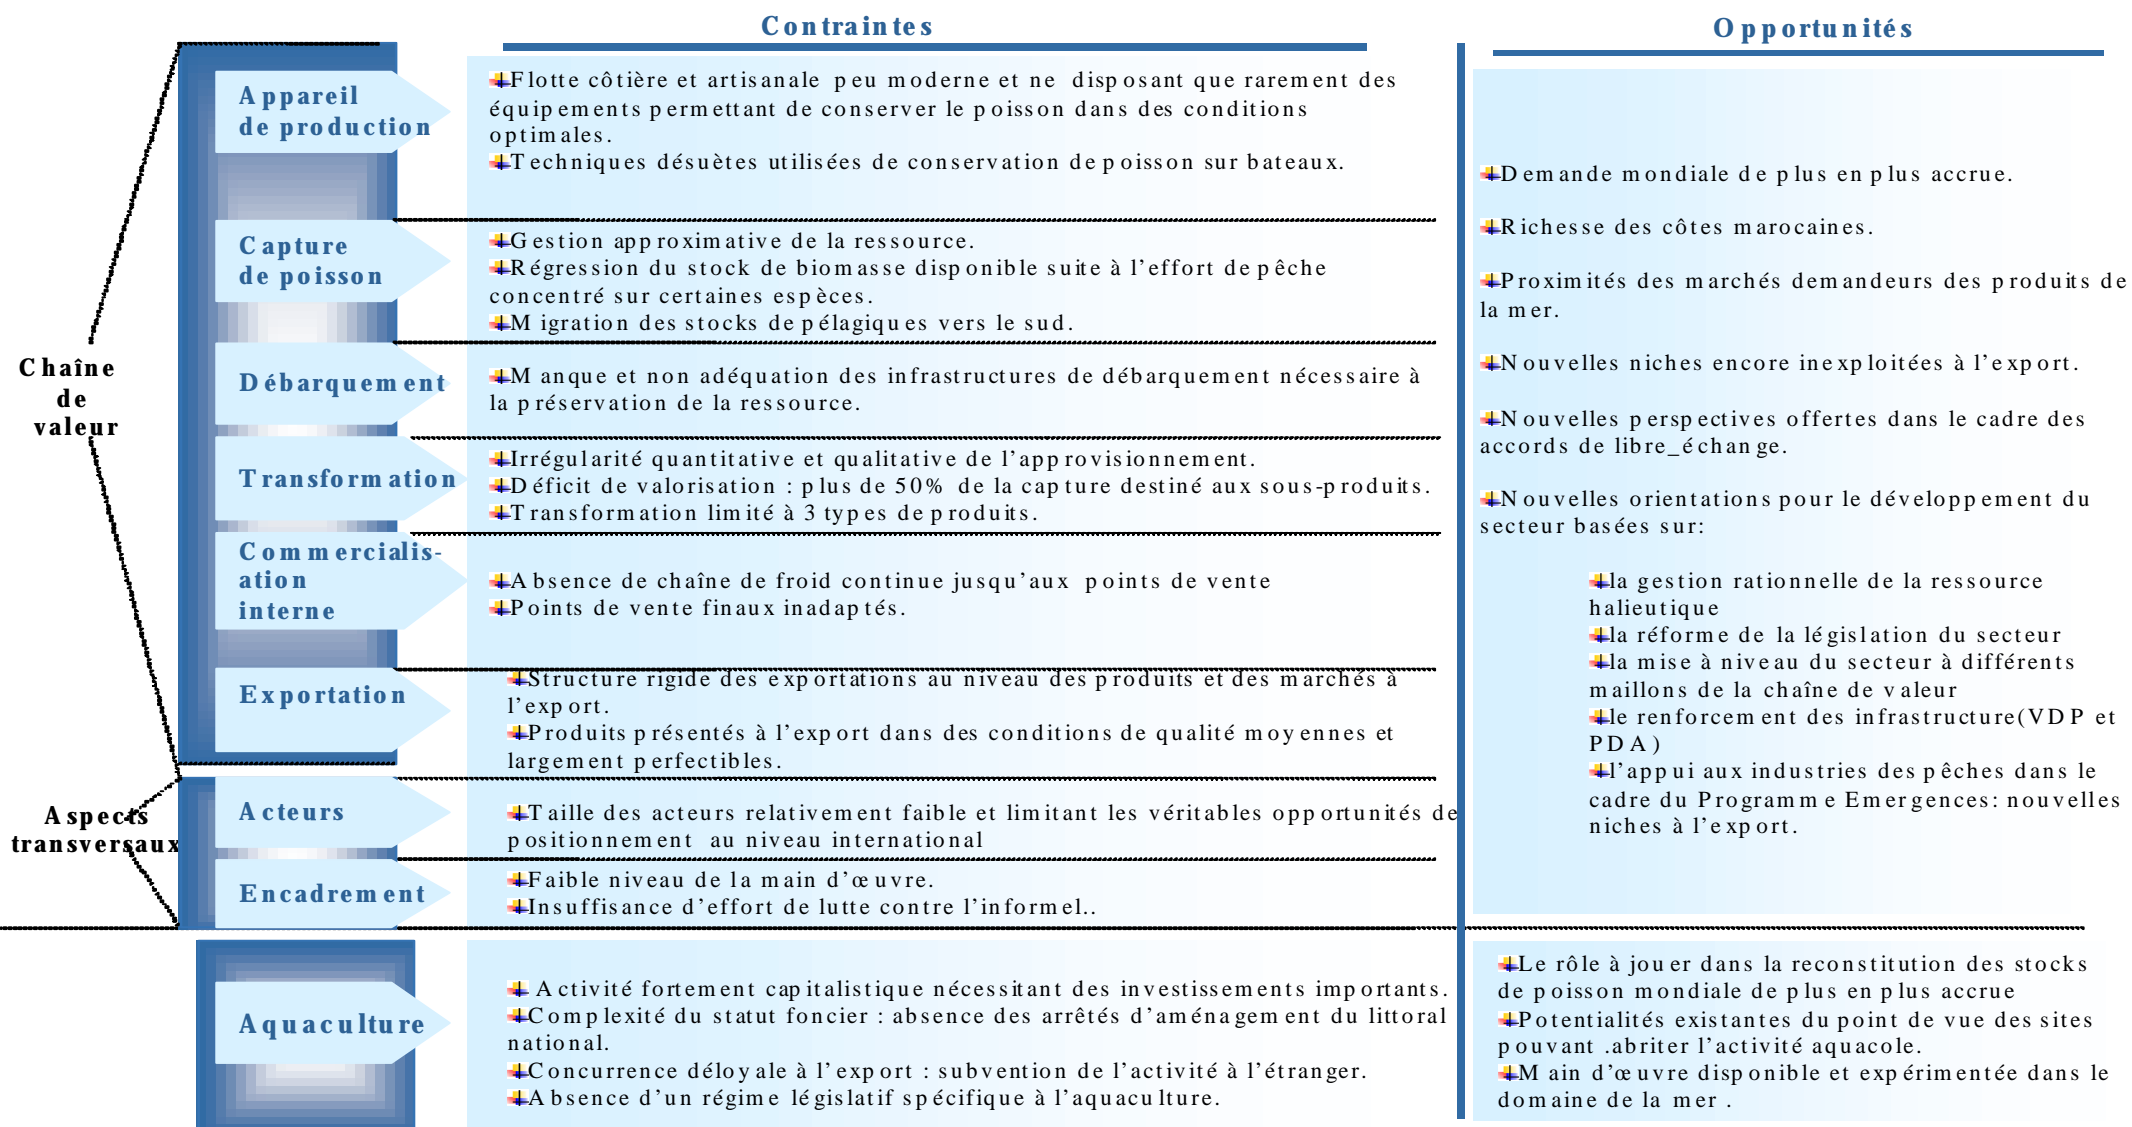 Contraintes
Opportunités
Chaîne
de
valeur
Appareil
de production
Flotte côtière et artisanale peu moderne et ne disposant que rarement des
équipements permettant de conserver le poisson dans des conditions
optimales.
Techniques désuètes utilisées de conservation de poisson sur bateaux.
Capture
de poisson
Gestion approximative de la ressource.
Régression du stock de biomasse disponible suite à l’effort de pêche
concentré sur certaines espèces.
Migration des stocks de pélagiques vers le sud.
Débarquement
Manque et non adéquation des infrastructures de débarquement nécessaire à
la préservation de la ressource.
Transformation
Irrégularité quantitative et qualitative de l’approvisionnement.
Déficit de valorisation : plus de 50% de la capture destiné aux sous-produits.
Transformation limité à 3 types de produits.
Commercialis-
ation
interne
Absence de chaîne de froid continue jusqu’aux points de vente
Points de vente finaux inadaptés.
Exportation
Structure rigide des exportations au niveau des produits et des marchés à
l’export.
Produits présentés à l’export dans des conditions de qualité moyennes et
largement perfectibles.
Aspects
transversaux
Acteurs
Taille des acteurs relativement faible et limitant les véritables opportunités de
positionnement au niveau international
Encadrement
Faible niveau de la main d’œuvre.
Insuffisance d’effort de lutte contre l’informel..
Demande mondiale de plus en plus accrue.
Richesse des côtes marocaines.
Proximités des marchés demandeurs des produits de
la mer.
Nouvelles niches encore inexploitées à l’export.
Nouvelles perspectives offertes dans le cadre des
accords de libre_échange.
Nouvelles orientations pour le développement du
secteur basées sur:
la gestion rationnelle de la ressource
halieutique
la réforme de la législation du secteur
la mise à niveau du secteur à différents
maillons de la chaîne de valeur
le renforcement des infrastructure(VDP et
PDA)
l’appui aux industries des pêches dans le
cadre du Programme Emergences: nouvelles
niches à l’export.
Aquaculture
Activité fortement capitalistique nécessitant des investissements importants.
Complexité du statut foncier : absence des arrêtés d’aménagement du littoral
national.
Concurrence déloyale à l’export : subvention de l’activité à l’étranger.
Absence d’un régime législatif spécifique à l’aquaculture.
Le rôle à jouer dans la reconstitution des stocks
de poisson mondiale de plus en plus accrue
Potentialités existantes du point de vue des sites
pouvant .abriter l’activité aquacole.
Main d’œuvre disponible et expérimentée dans le
domaine de la mer .